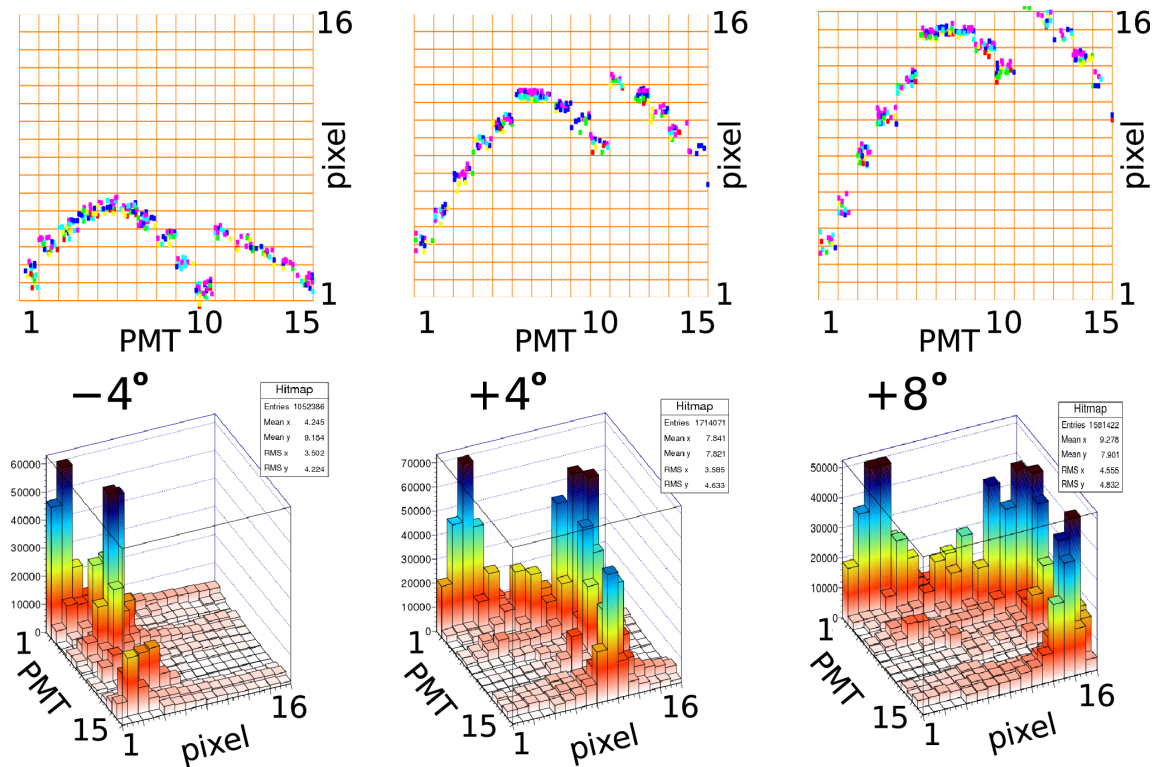 16
pixel
1
1
10
15
PMT
16
pixel
1
1
10
15
PMT
16
pixel
1
1
10
15
PMT
−4°
Hitmap
Entries 1052386
Mean x 4.245
Mean y 9.184
RMS x 3.502
RMS y 4.224
60000
50000
40000
30000
20000
10000
0
1
PMT
15
1
pixel
16
+4°
Hitmap
Entries 1714071
Mean x 7.841
Mean y 7.821
RMS x 3.585
RMS y 4.633
70000
60000
50000
40000
30000
20000
10000
0
1
PMT
15
1
pixel
16
+8°
Hitmap
Entries 1581422
Mean x 9.278
Mean y 7.901
RMS x 4.555
RMS y 4.832
50000
40000
30000
20000
10000
0
1
PMT
15
1
pixel
16